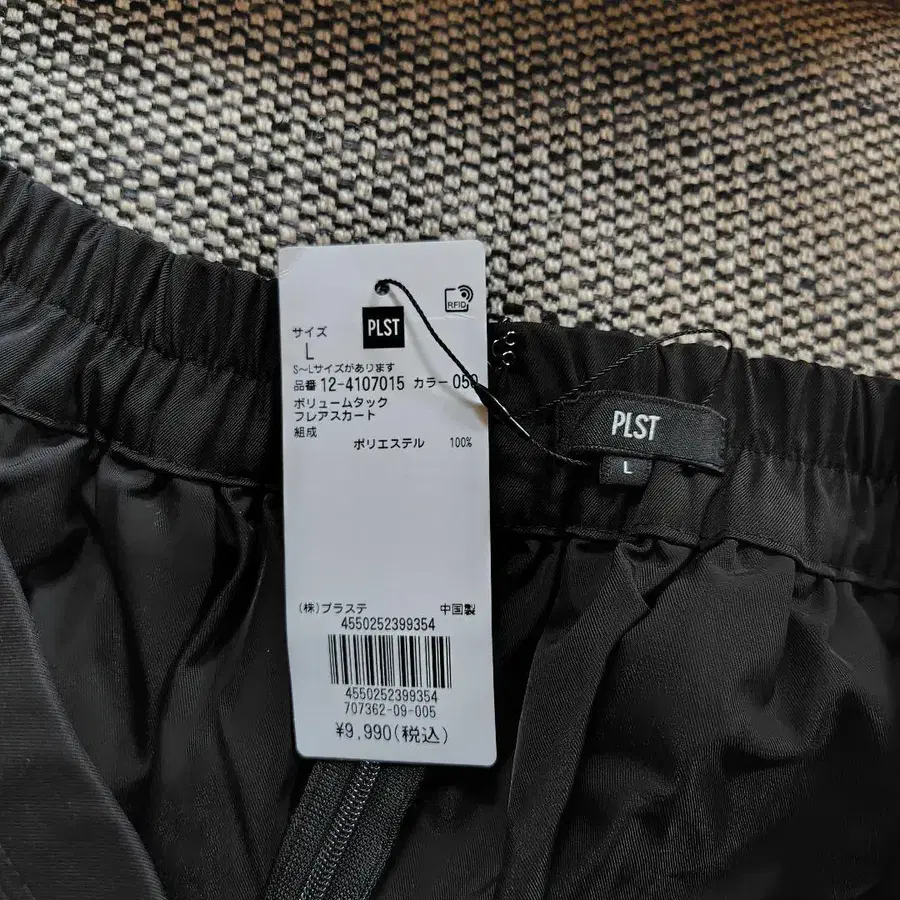 RFID
PLST
サイズ
L
S～Lサイズがあります
品番 12-4107015 カラー 059
ボリュームタック
フレアスカート
組成
ポリエステル 100%
(株)プラステ 中国製
4550252399354
4550252399354
707362-09-005
¥9,990(税込)
PLST
L